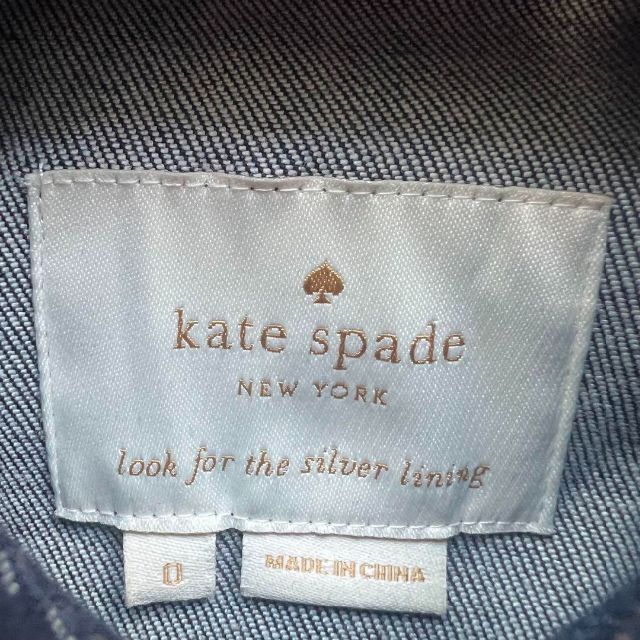 kate spade
NEW YORK
look for the silver lining
0
MADE IN CHINA